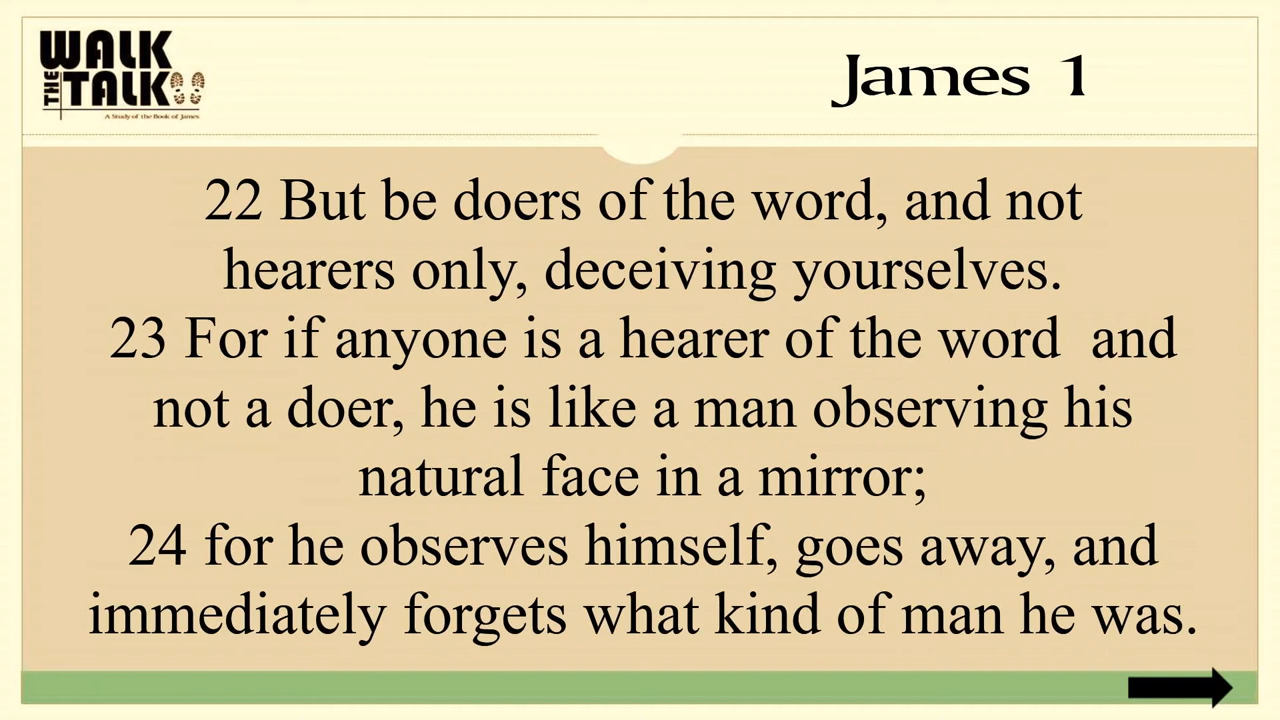 WALK
THE TALK
A Study of the Book of James
James 1
22 But be doers of the word, and not
hearers only, deceiving yourselves.
23 For if anyone is a hearer of the word  and
not a doer, he is like a man observing his
natural face in a mirror;
24 for he observes himself, goes away, and
immediately forgets what kind of man he was.